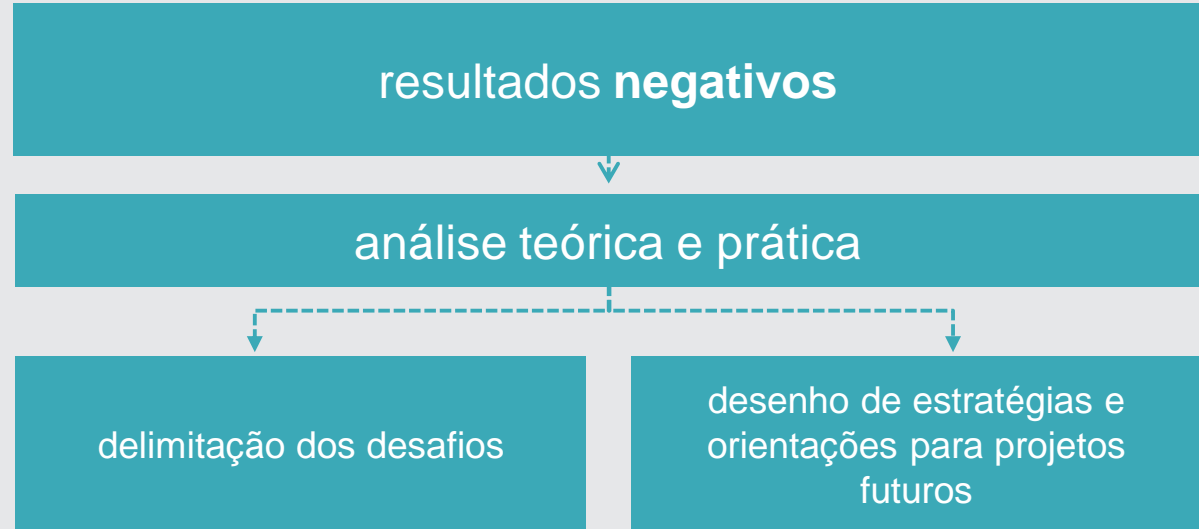 resultados negativos
análise teórica e prática
delimitação dos desafios
desenho de estratégias e
orientações para projetos
futuros